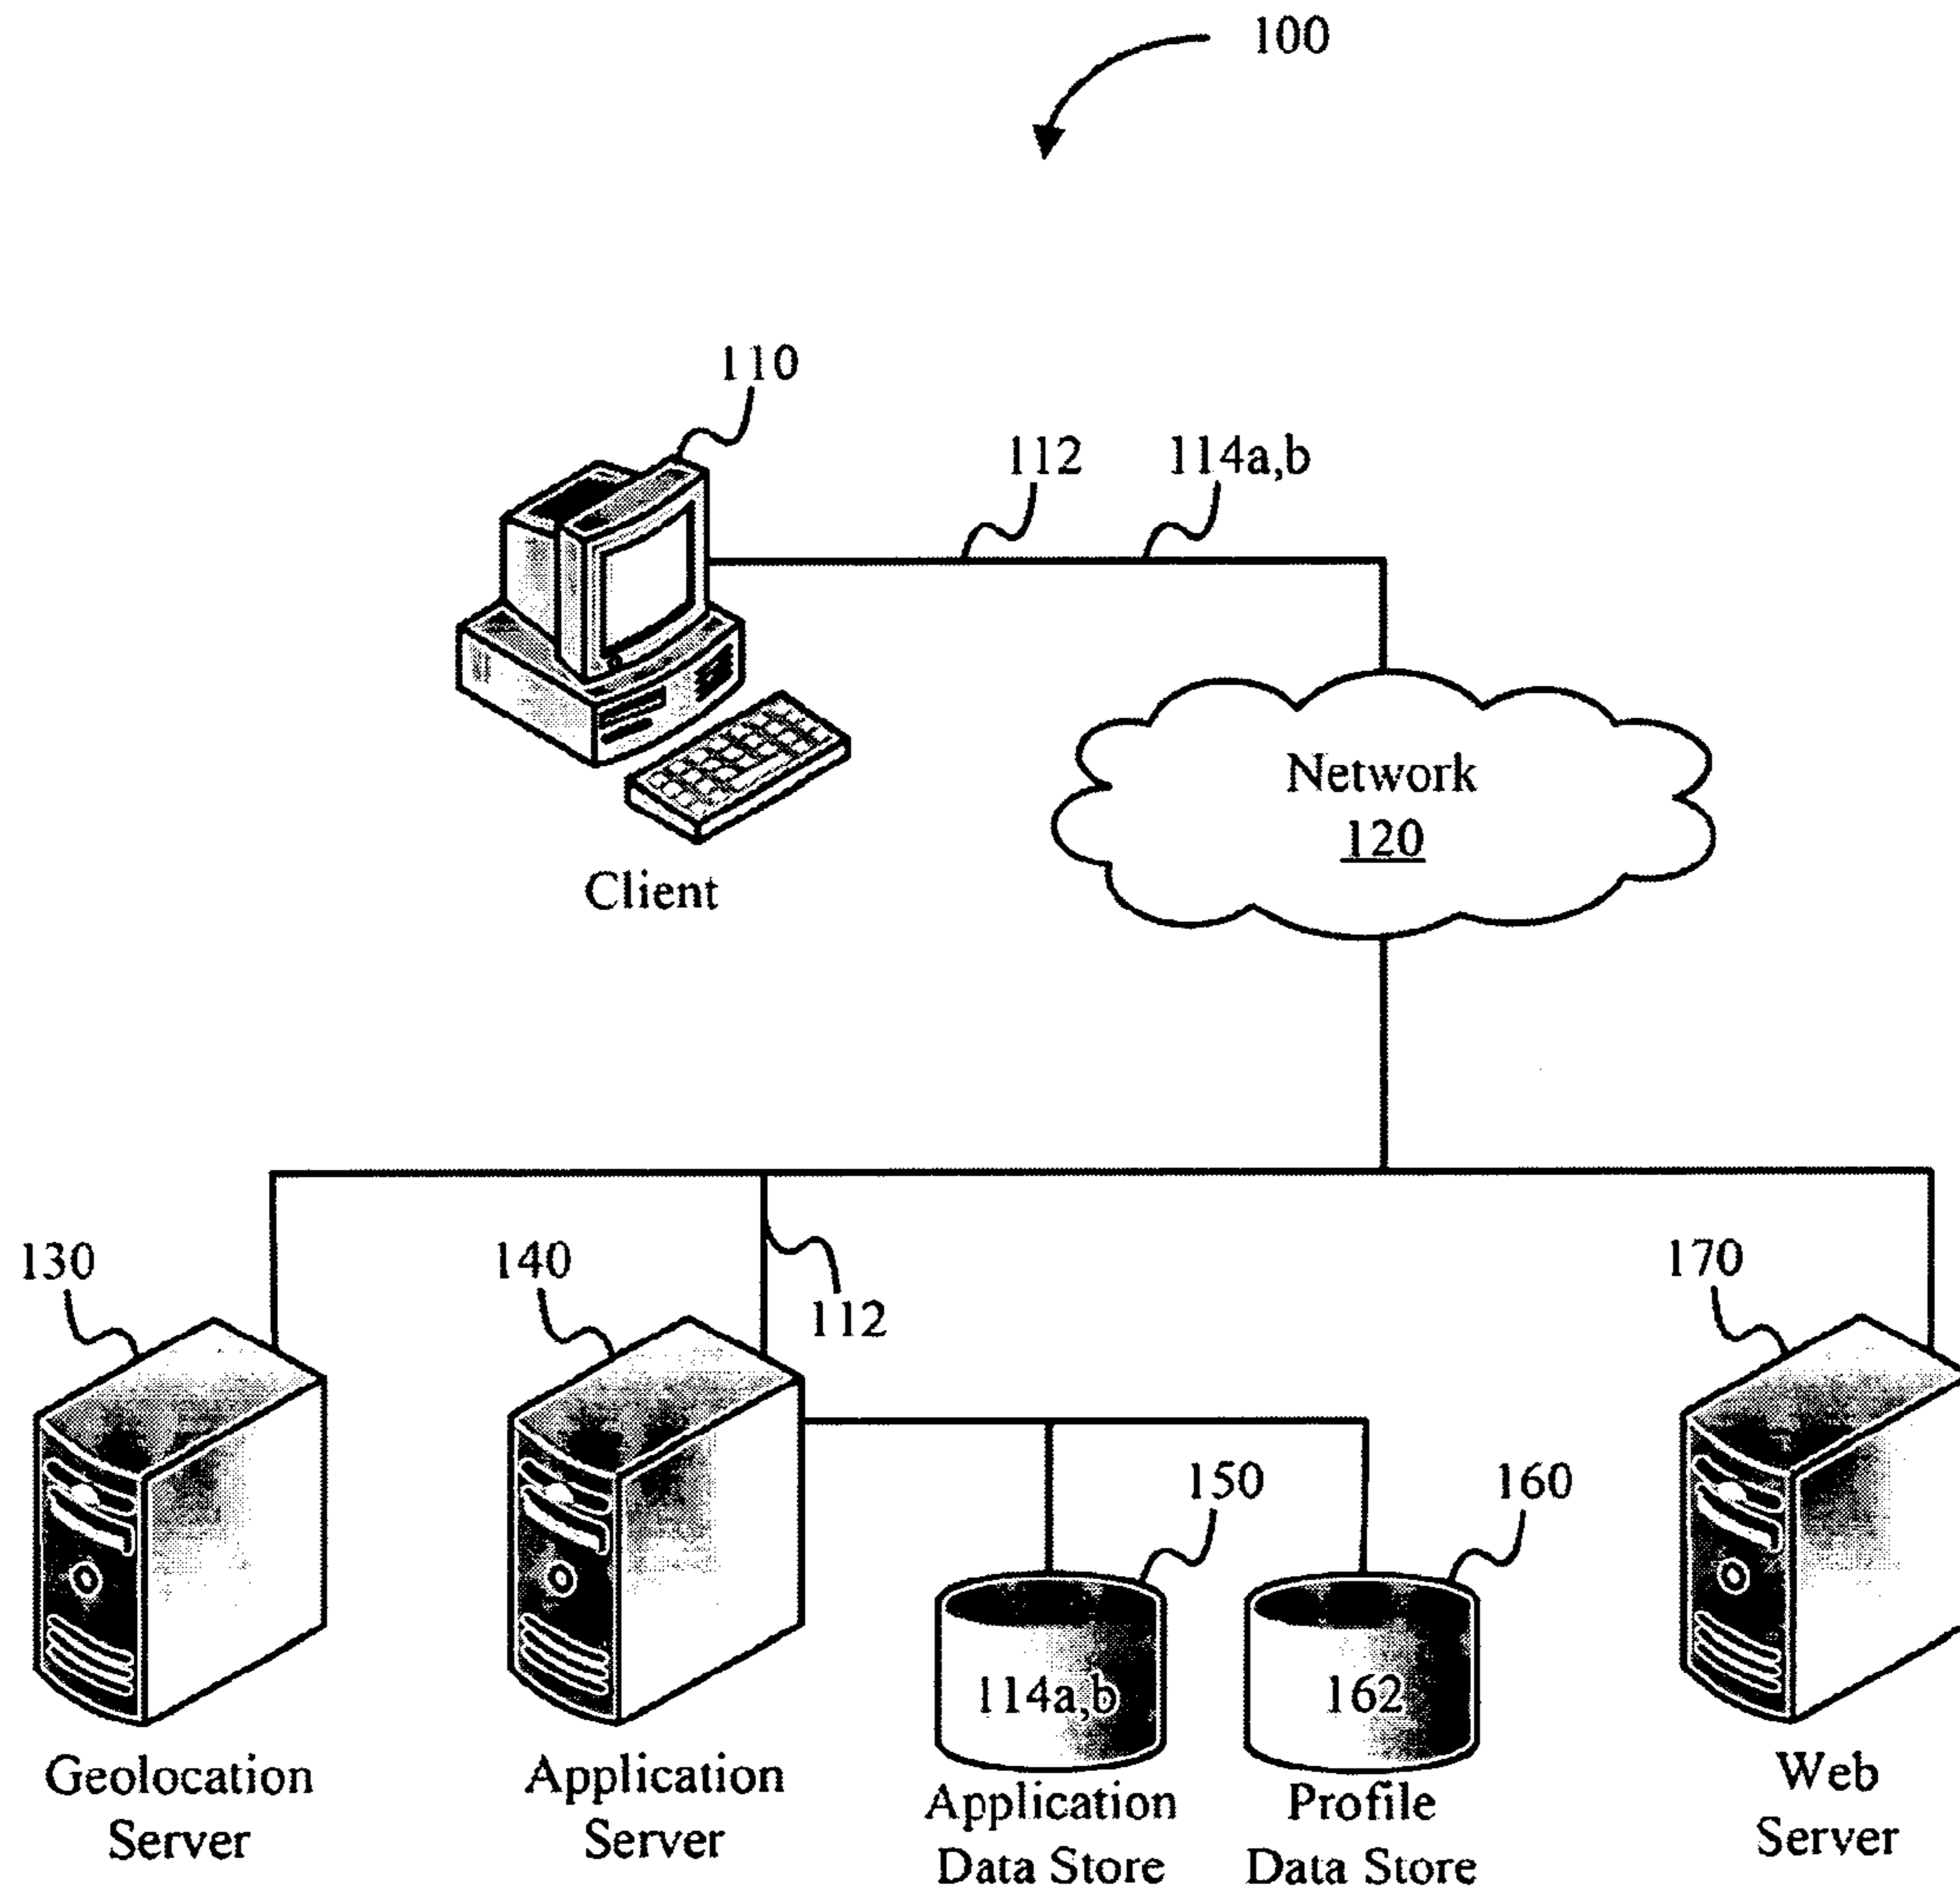 100
110
112
114a,b
Client
Network
120
130
140
112
170
150
160
114a,b
162
Geolocation
Server
Application
Server
Application
Data Store
Profile
Data Store
Web
Server